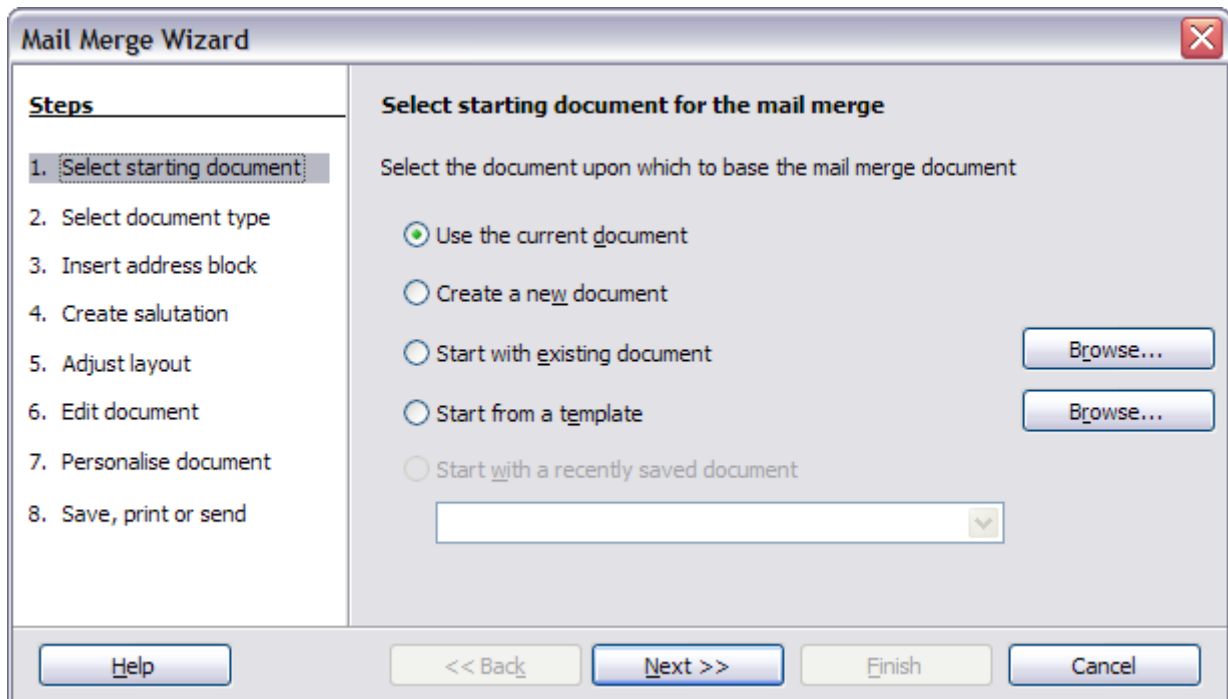 Mail Merge Wizard
Steps
1. Select starting document
2. Select document type
3. Insert address block
4. Create salutation
5. Adjust layout
6. Edit document
7. Personalise document
8. Save, print or send
Select starting document for the mail merge
Select the document upon which to base the mail merge document
Use the current document
Create a new document
Start with existing document
Browse...
Start from a template
Browse...
Start with a recently saved document
Help
<< Back
Next >>
Finish
Cancel